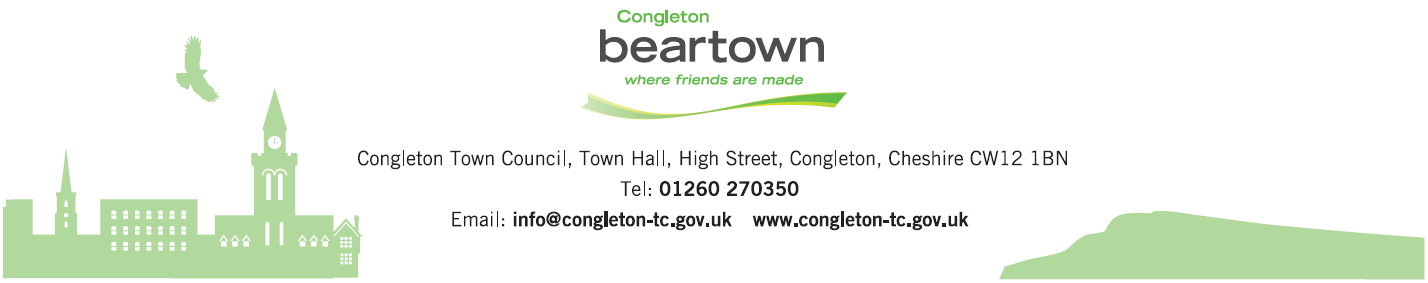 Congleton
beartown
where friends are made
Congleton Town Council, Town Hall, High Street, Congleton, Cheshire CW12 1BN
Tel: 01260 270350
Email: info@congleton-tc.gov.uk www.congleton-tc.gov.uk